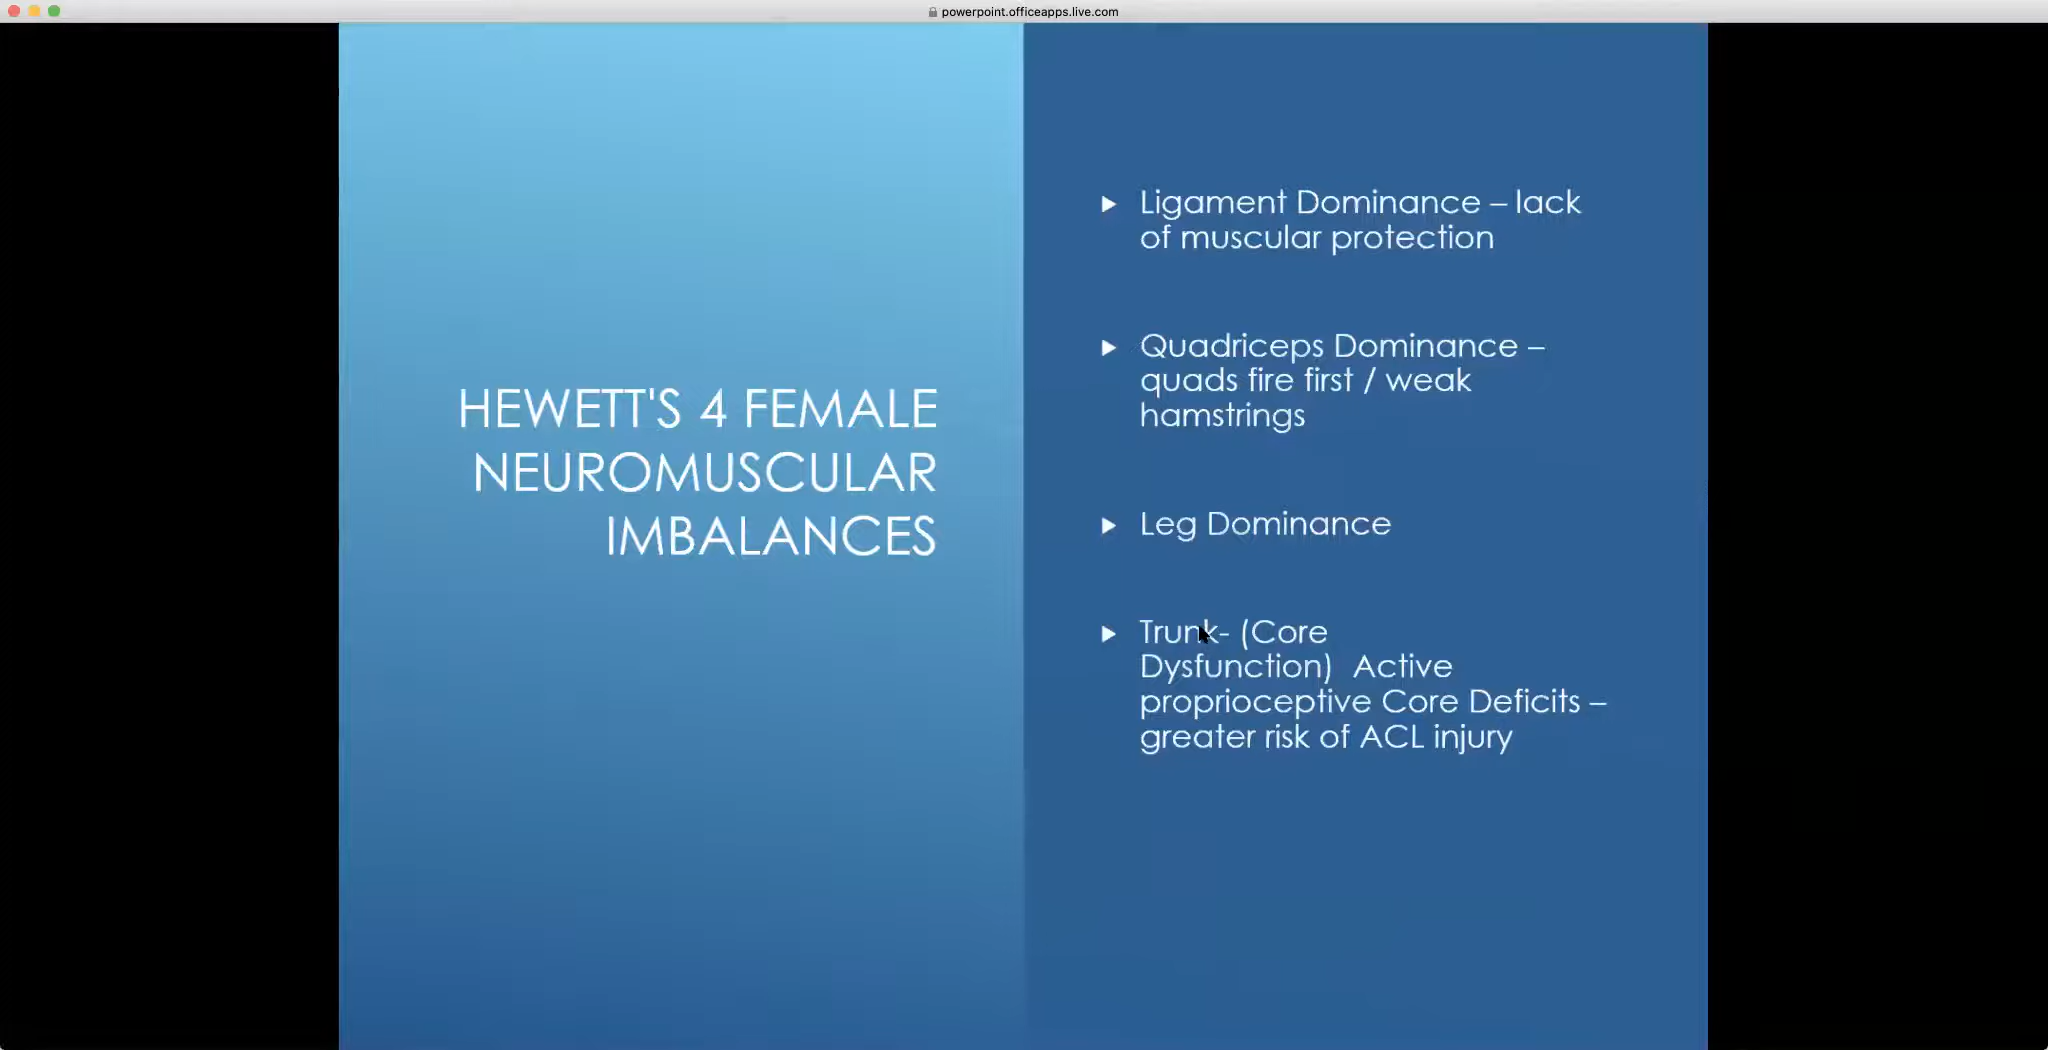 powerpoint.officeapps.live.com
HEWETT'S 4 FEMALE
NEUROMUSCULAR
IMBALANCES
Ligament Dominance – lack
of muscular protection
Quadriceps Dominance –
quads fire first / weak
hamstrings
Leg Dominance
Trunk- (Core
Dysfunction)  Active
proprioceptive Core Deficits –
greater risk of ACL injury